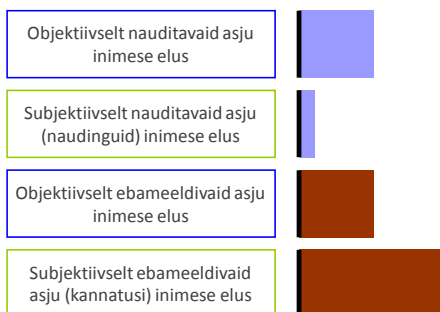 Objektiivselt nauditavaid asju
inimese elus
Subjektiivselt nauditavaid asju
(naudinguid) inimese elus
Objektiivselt ebameeldivaid asju
inimese elus
Subjektiivselt ebameeldivaid
asju (kannatusi) inimese elus